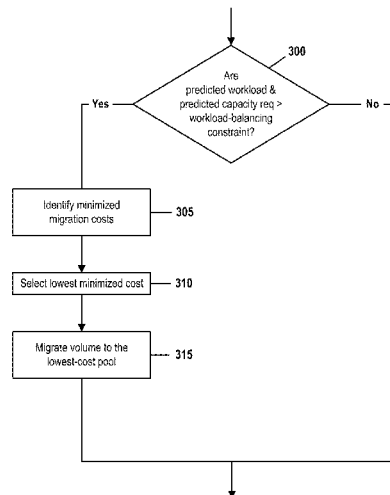 300
Are
predicted workload &
predicted capacity req >
workload-balancing
constraint?
Yes
No
Identify minimized
migration costs
305
Select lowest minimized cost
310
Migrate volume to the
lowest-cost pool
315